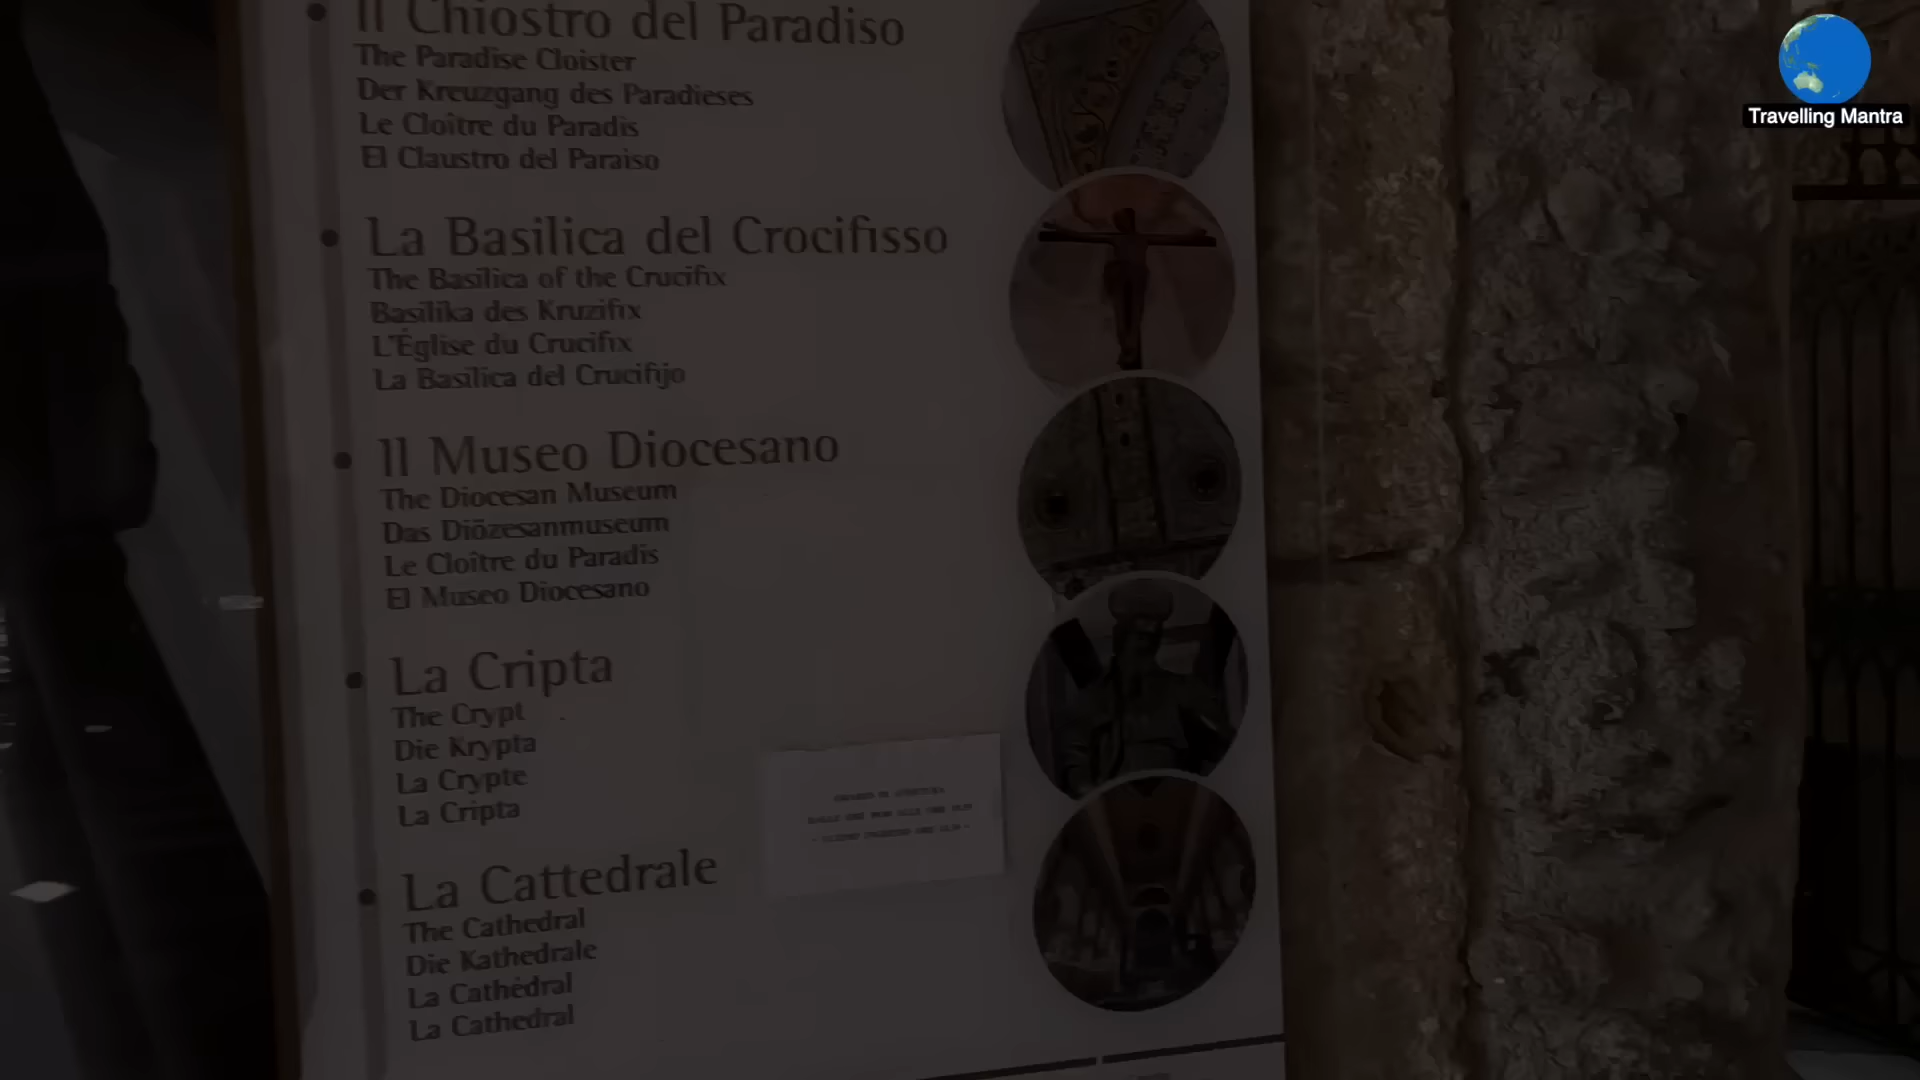 Il Chiostro del Paradiso
The Paradise Cloister
Der Kreuzgang des Paradieses
Le Cloître du Paradis
El Claustro del Paraiso
La Basilica del Crocifisso
The Basilica of the Crucifix
Basilika des Kruzifix
L'Église du Crucifix
La Basilica del Crucifijo
Il Museo Diocesano
The Diocesan Museum
Das Diözesanmuseum
Le Cloître du Paradis
El Museo Diocesano
La Cripta
The Crypt
Die Krypta
La Crypte
La Cripta
La Cattedrale
The Cathedral
Die Kathedrale
La Cathédral
La Cathedral
Travelling Mantra